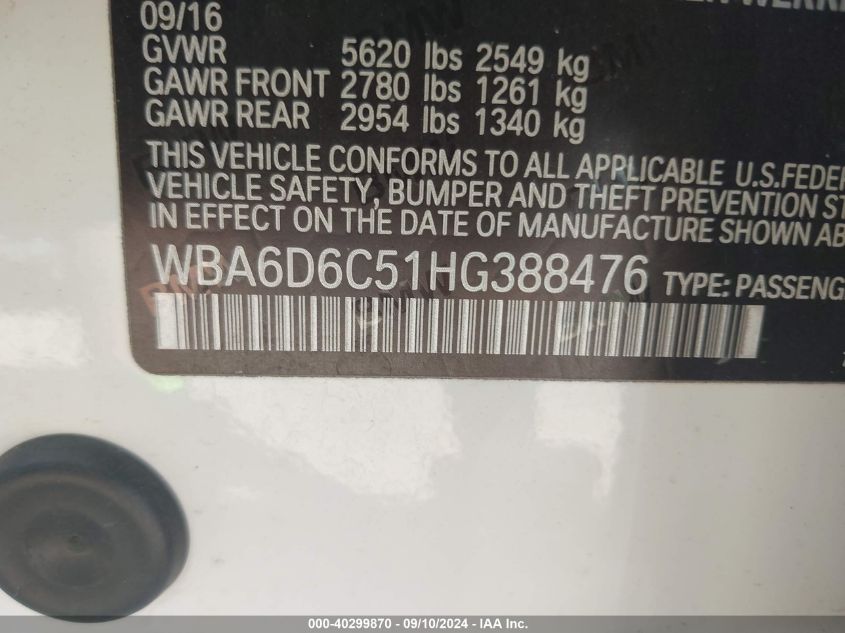 09/16
GVWR 5620 lbs 2549 kg
GAWR FRONT 2780 lbs 1261 kg
GAWR REAR 2954 lbs 1340 kg
THIS VEHICLE CONFORMS TO ALL APPLICABLE U.S.FEDER
VEHICLE SAFETY, BUMPER AND THEFT PREVENTION ST
IN EFFECT ON THE DATE OF MANUFACTURE SHOWN AB
WBA6D6C51HG388476 TYPE: PASSENG
000-40299870 - 09/10/2024 - IAA Inc.